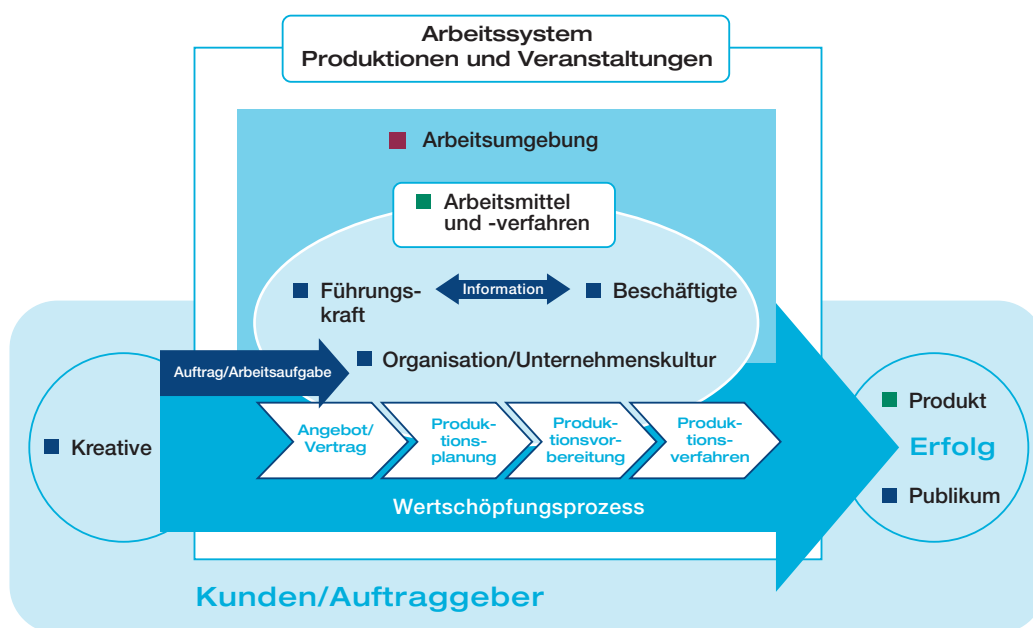 Arbeitssystem
Produktionen und Veranstaltungen
Arbeitsumgebung
Arbeitsmittel
und -verfahren
Führungs-
kraft
Information
Beschäftigte
Organisation/Unternehmenskultur
Auftrag/Arbeitsaufgabe
Kreative
Angebot/
Vertrag
Produk-
tions-
planung
Produk-
tionsvor-
bereitung
Produk-
tions-
verfahren
Wertschöpfungsprozess
Produkt
Erfolg
Publikum
Kunden/Auftraggeber